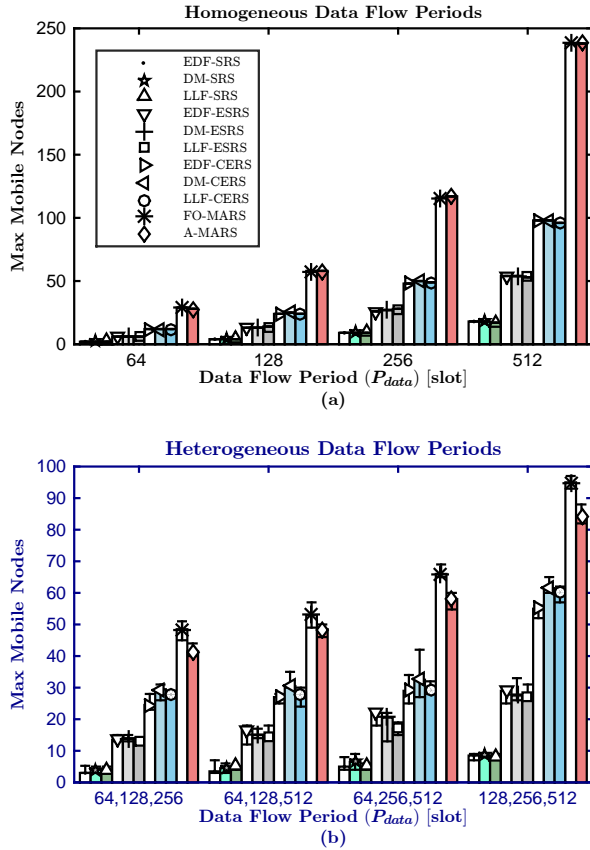 Homogeneous Data Flow Periods
Max Mobile Nodes
250
200
150
100
50
0
EDF-SRS
DM-SRS
LLF-SRS
EDF-ESRS
DM-ESRS
LLF-ESRS
EDF-CERS
DM-CERS
LLF-CERS
FO-MARS
A-MARS
64 128 256 512
Data Flow Period (P_data) [slot]
(a)
Heterogeneous Data Flow Periods
Max Mobile Nodes
100
90
80
70
60
50
40
30
20
10
0
64,128,256 64,128,512 64,256,512 128,256,512
Data Flow Period (P_data) [slot]
(b)